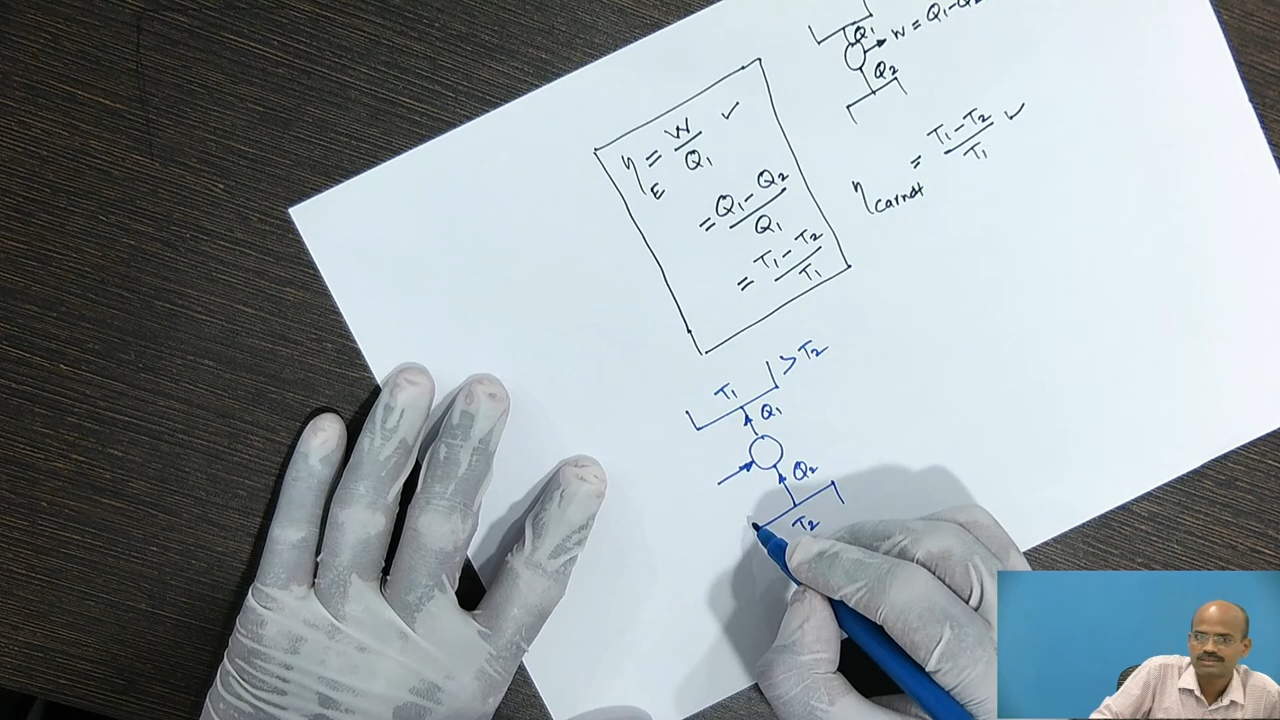 Q₁
W = Q₁-Q₂
Q₂
η_E = W/Q₁ ✓
= Q₁-Q₂/Q₁
= T₁-T₂/T₁
η_carnot = T₁-T₂/T₁ ✓
T₁ > T₂
Q₁
Q₂
T₂